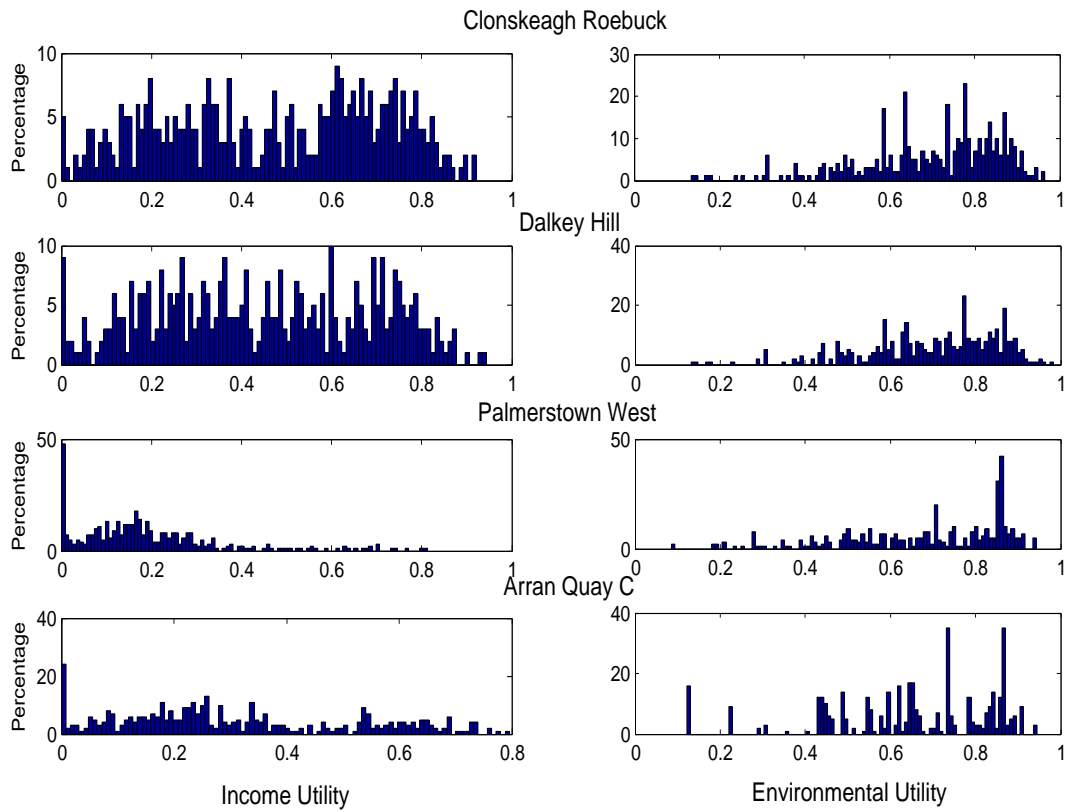 Clonskeagh Roebuck
Percentage
10
5
0
0 0.2 0.4 0.6 0.8 1
30
20
10
0
0 0.2 0.4 0.6 0.8 1
Dalkey Hill
Percentage
10
5
0
0 0.2 0.4 0.6 0.8 1
40
20
0
0 0.2 0.4 0.6 0.8 1
Palmerstown West
Percentage
50
0
0 0.2 0.4 0.6 0.8 1
50
0
0 0.2 0.4 0.6 0.8 1
Arran Quay C
Percentage
40
20
0
0 0.2 0.4 0.6 0.8
40
20
0
0 0.2 0.4 0.6 0.8 1
Income Utility
Environmental Utility